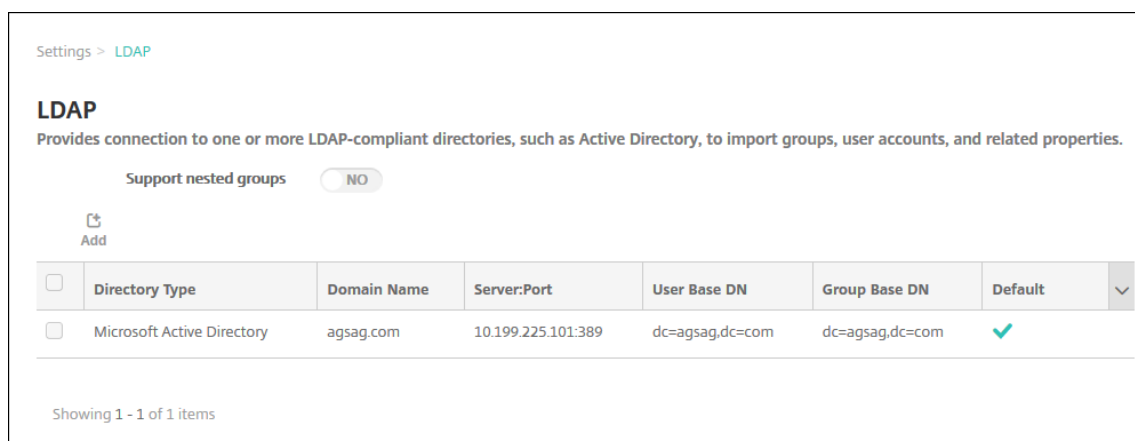 Settings > LDAP
LDAP
Provides connection to one or more LDAP-compliant directories, such as Active Directory, to import groups, user accounts, and related properties.
Support nested groups NO
Add
Directory Type Domain Name Server:Port User Base DN Group Base DN Default
Microsoft Active Directory agsag.com 10.199.225.101:389 dc=agsag,dc=com dc=agsag,dc=com
Showing 1 - 1 of 1 items